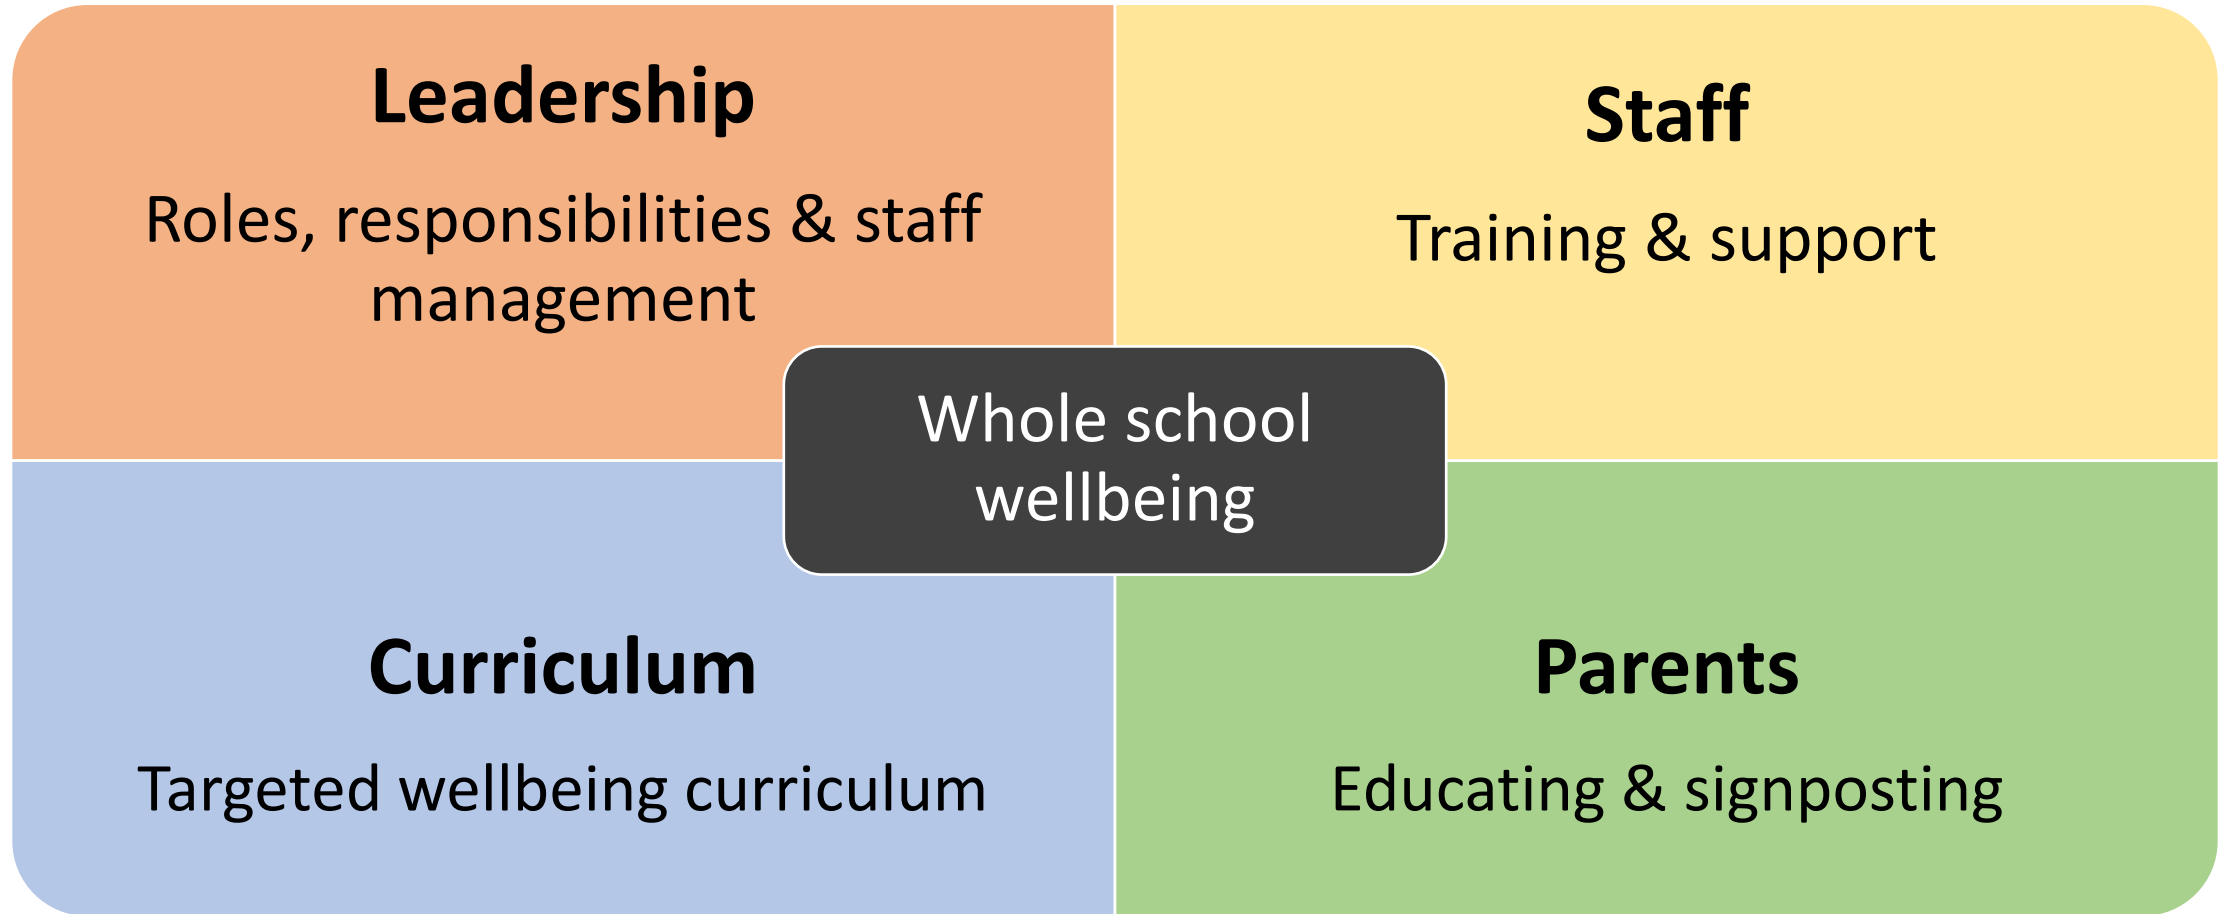 Leadership
Roles, responsibilities & staff
management
Staff
Training & support
Whole school
wellbeing
Curriculum
Targeted wellbeing curriculum
Parents
Educating & signposting